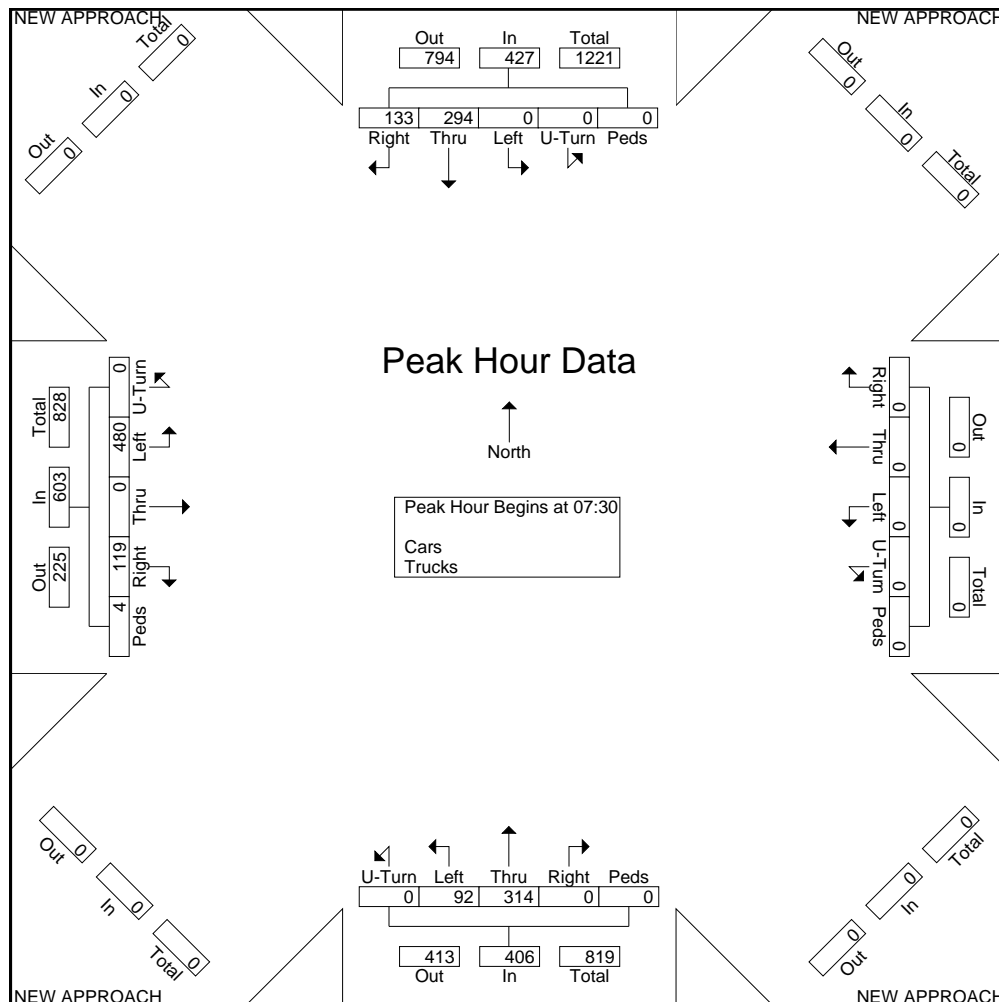 NEW APPROACH
NEW APPROACH
Total
0
In
0
Out
0
Out In Total
794 427 1221
133 294 0 0 0
Right Thru Left U-Turn Peds
Out
0
In
0
Total
0
Peak Hour Data
North
Peak Hour Begins at 07:30
Cars
Trucks
Total
828
In
603
Out
225
0
U-Turn
480
Left
0
Thru
119
Right
4
Peds
Right
0
Thru
0
Left
0
U-Turn
0
Peds
0
Out
0
In
0
Total
0
Out
0
In
0
Total
0
U-Turn Left Thru Right Peds
0 92 314 0 0
413 406 819
Out In Total
0
Total
0
In
0
Out
NEW APPROACH
NEW APPROACH